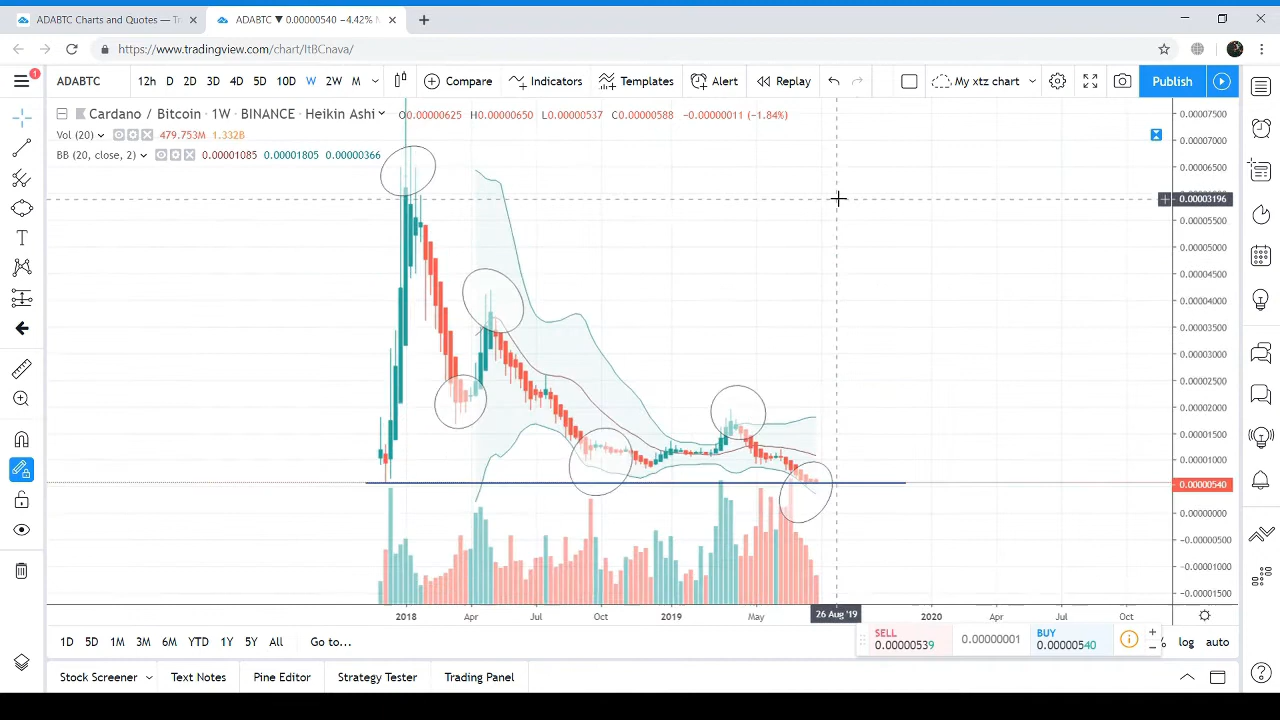 ADABTC Charts and Quotes — Tr
ADABTC ▼ 0.00000540 −4.42% M
https://www.tradingview.com/chart/ItBCnava/
1
ADABTC 12h D 2D 3D 4D 5D 10D W 2W M Compare Indicators Templates Alert Replay My xtz chart Publish
Cardano / Bitcoin · 1W · BINANCE · Heikin Ashi O0.00000625 H0.00000650 L0.00000537 C0.00000588 −0.00000011 (−1.84%)
Vol (20) 479.753M 1.332B
BB (20, close, 2) 0.00001085 0.00001805 0.00000366
0.00007500
0.00007000
0.00006500
0.00003196
0.00005500
0.00005000
0.00004500
0.00004000
0.00003500
0.00003000
0.00002500
0.00002000
0.00001500
0.00001000
0.00000540
0.00000000
−0.00000500
−0.00001000
−0.00001500
2018 Apr Jul Oct 2019 May 26 Aug '19 2020 Apr Jul Oct
1D 5D 1M 3M 6M YTD 1Y 5Y All Go to... % log auto
SELL 0.00000539 0.00000001 BUY 0.00000540
Stock Screener Text Notes Pine Editor Strategy Tester Trading Panel